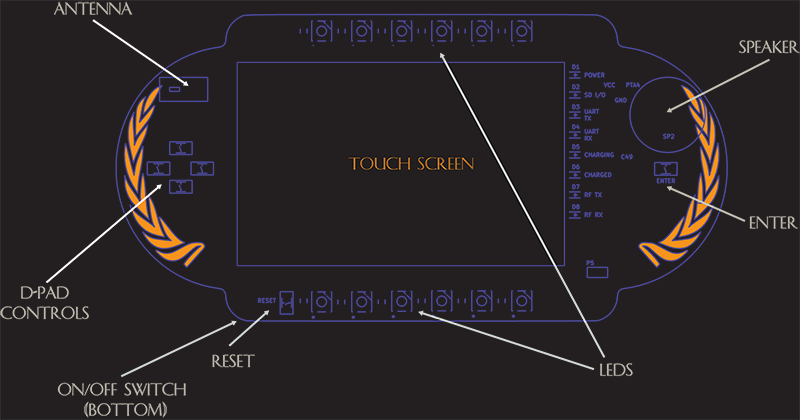 ANTENNA
SPEAKER
D1
POWER
D2
VCC PTA4
SD I/O
GND
D3
UART
TX
D4
UART
RX
SP2
D5
CHARGING C49
TOUCH SCREEN
D6
CHARGED
ENTER
D7
RF TX
D8
RF RX
ENTER
P5
D-PAD
CONTROLS
RESET
RESET
LEDS
ON/OFF SWITCH
(BOTTOM)